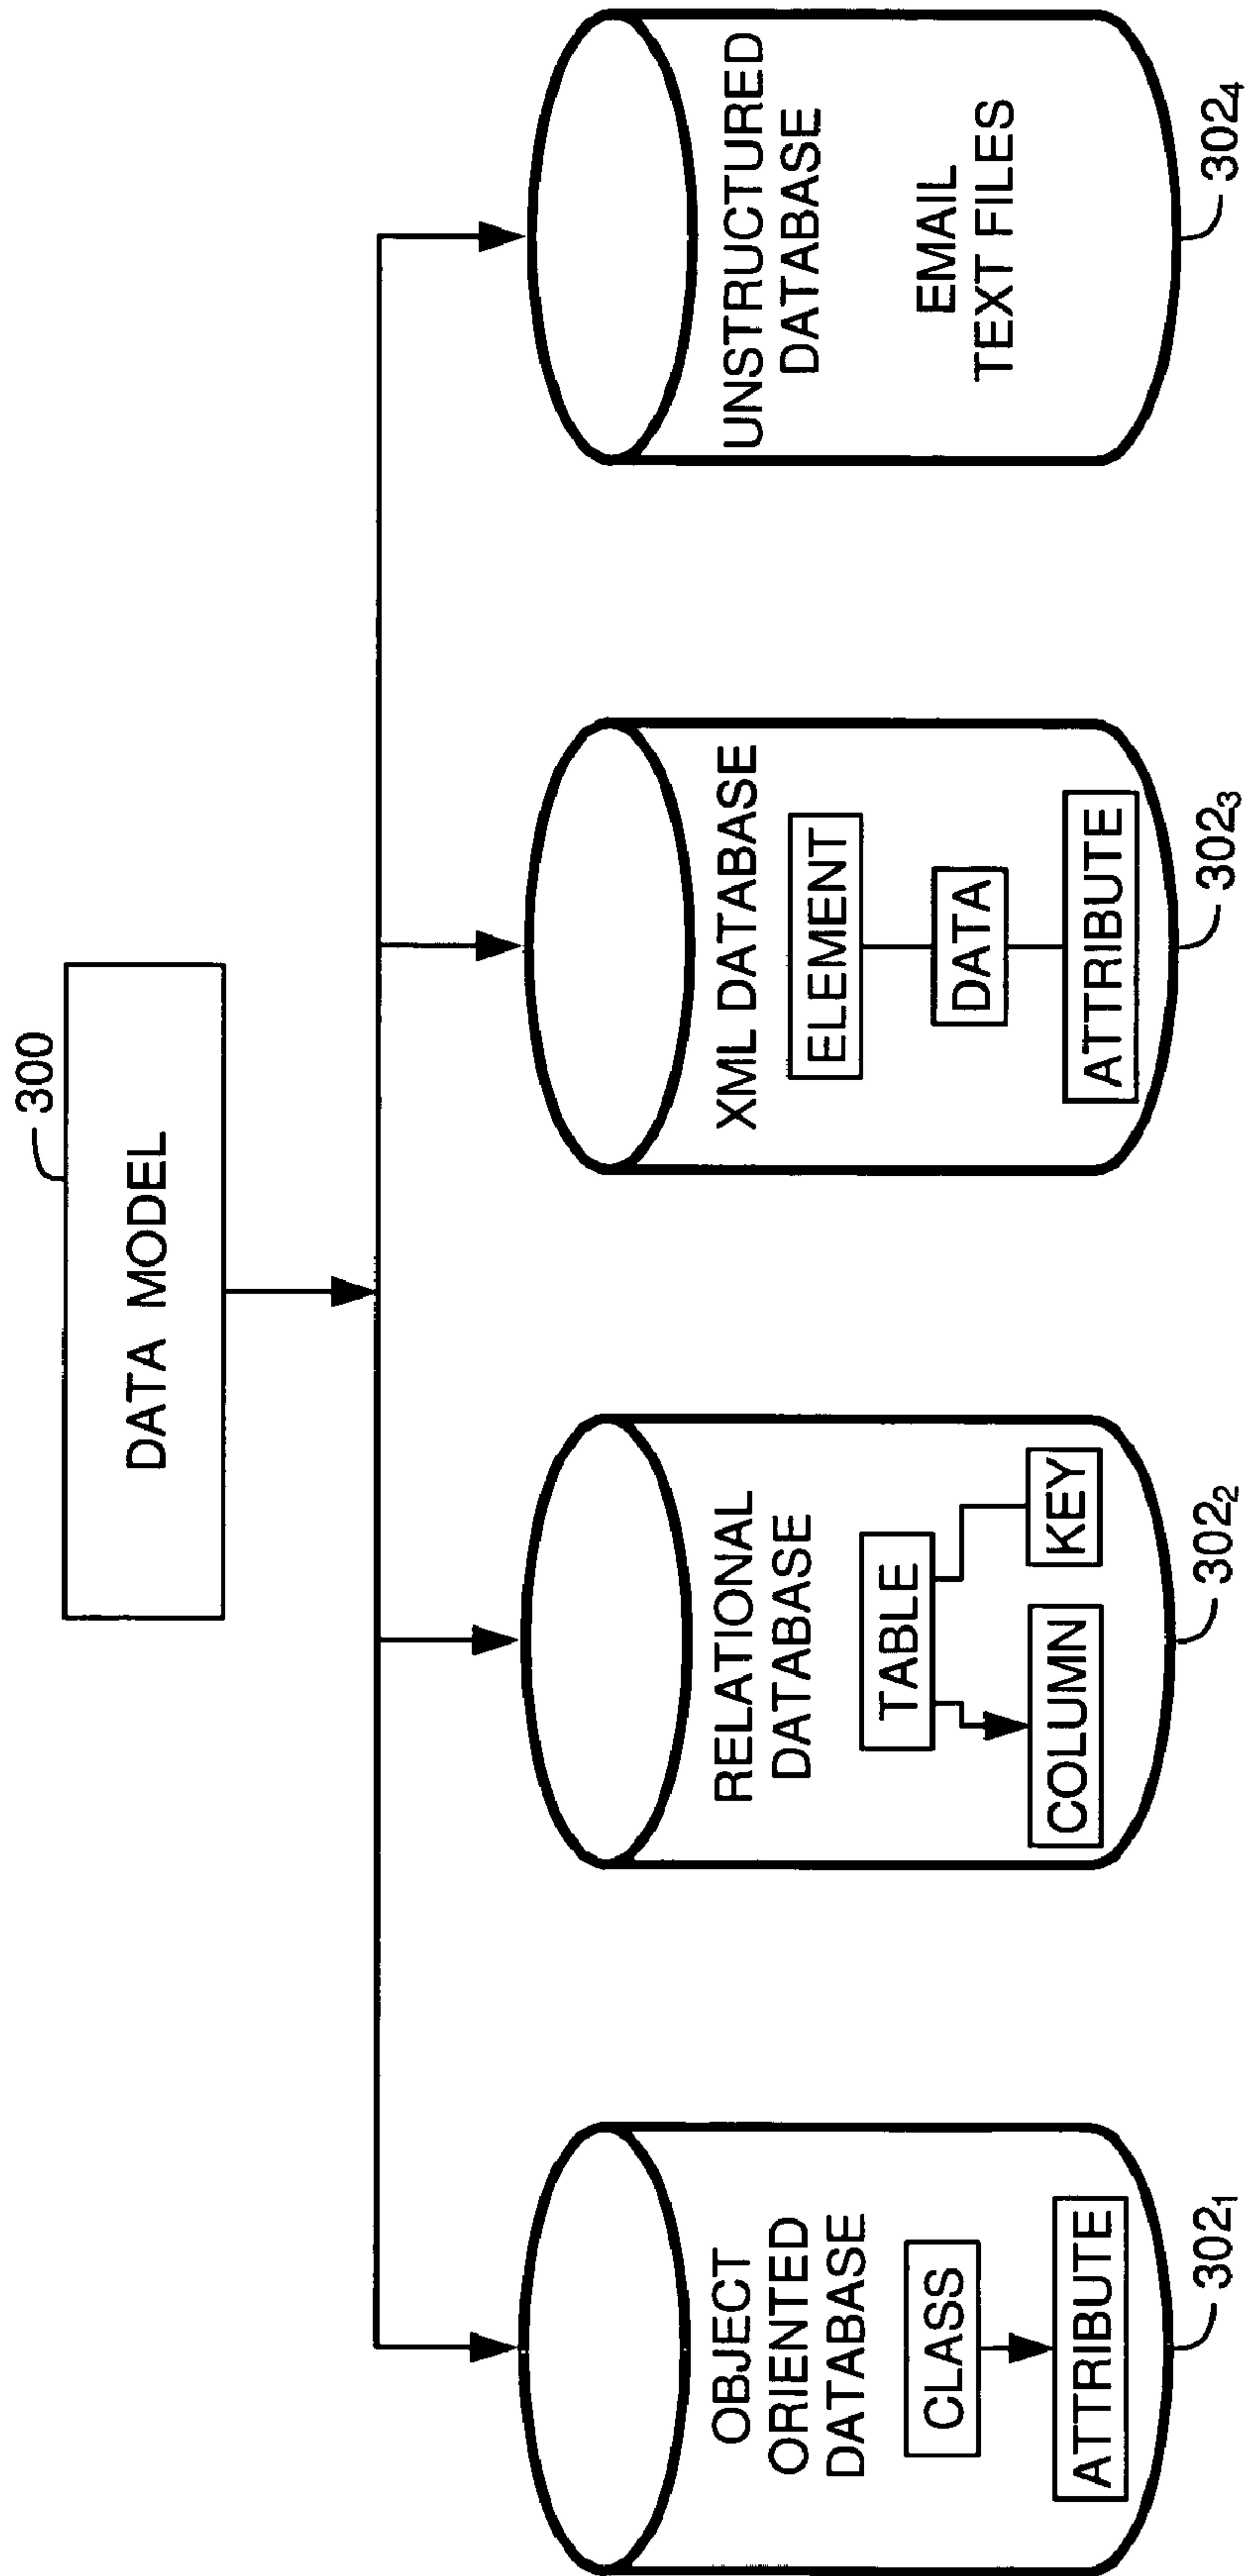 300
DATA MODEL
OBJECT
ORIENTED
DATABASE
CLASS
ATTRIBUTE
302₁
RELATIONAL
DATABASE
TABLE
COLUMN
KEY
302₂
XML DATABASE
ELEMENT
DATA
ATTRIBUTE
302₃
UNSTRUCTURED
DATABASE
EMAIL
TEXT FILES
302₄